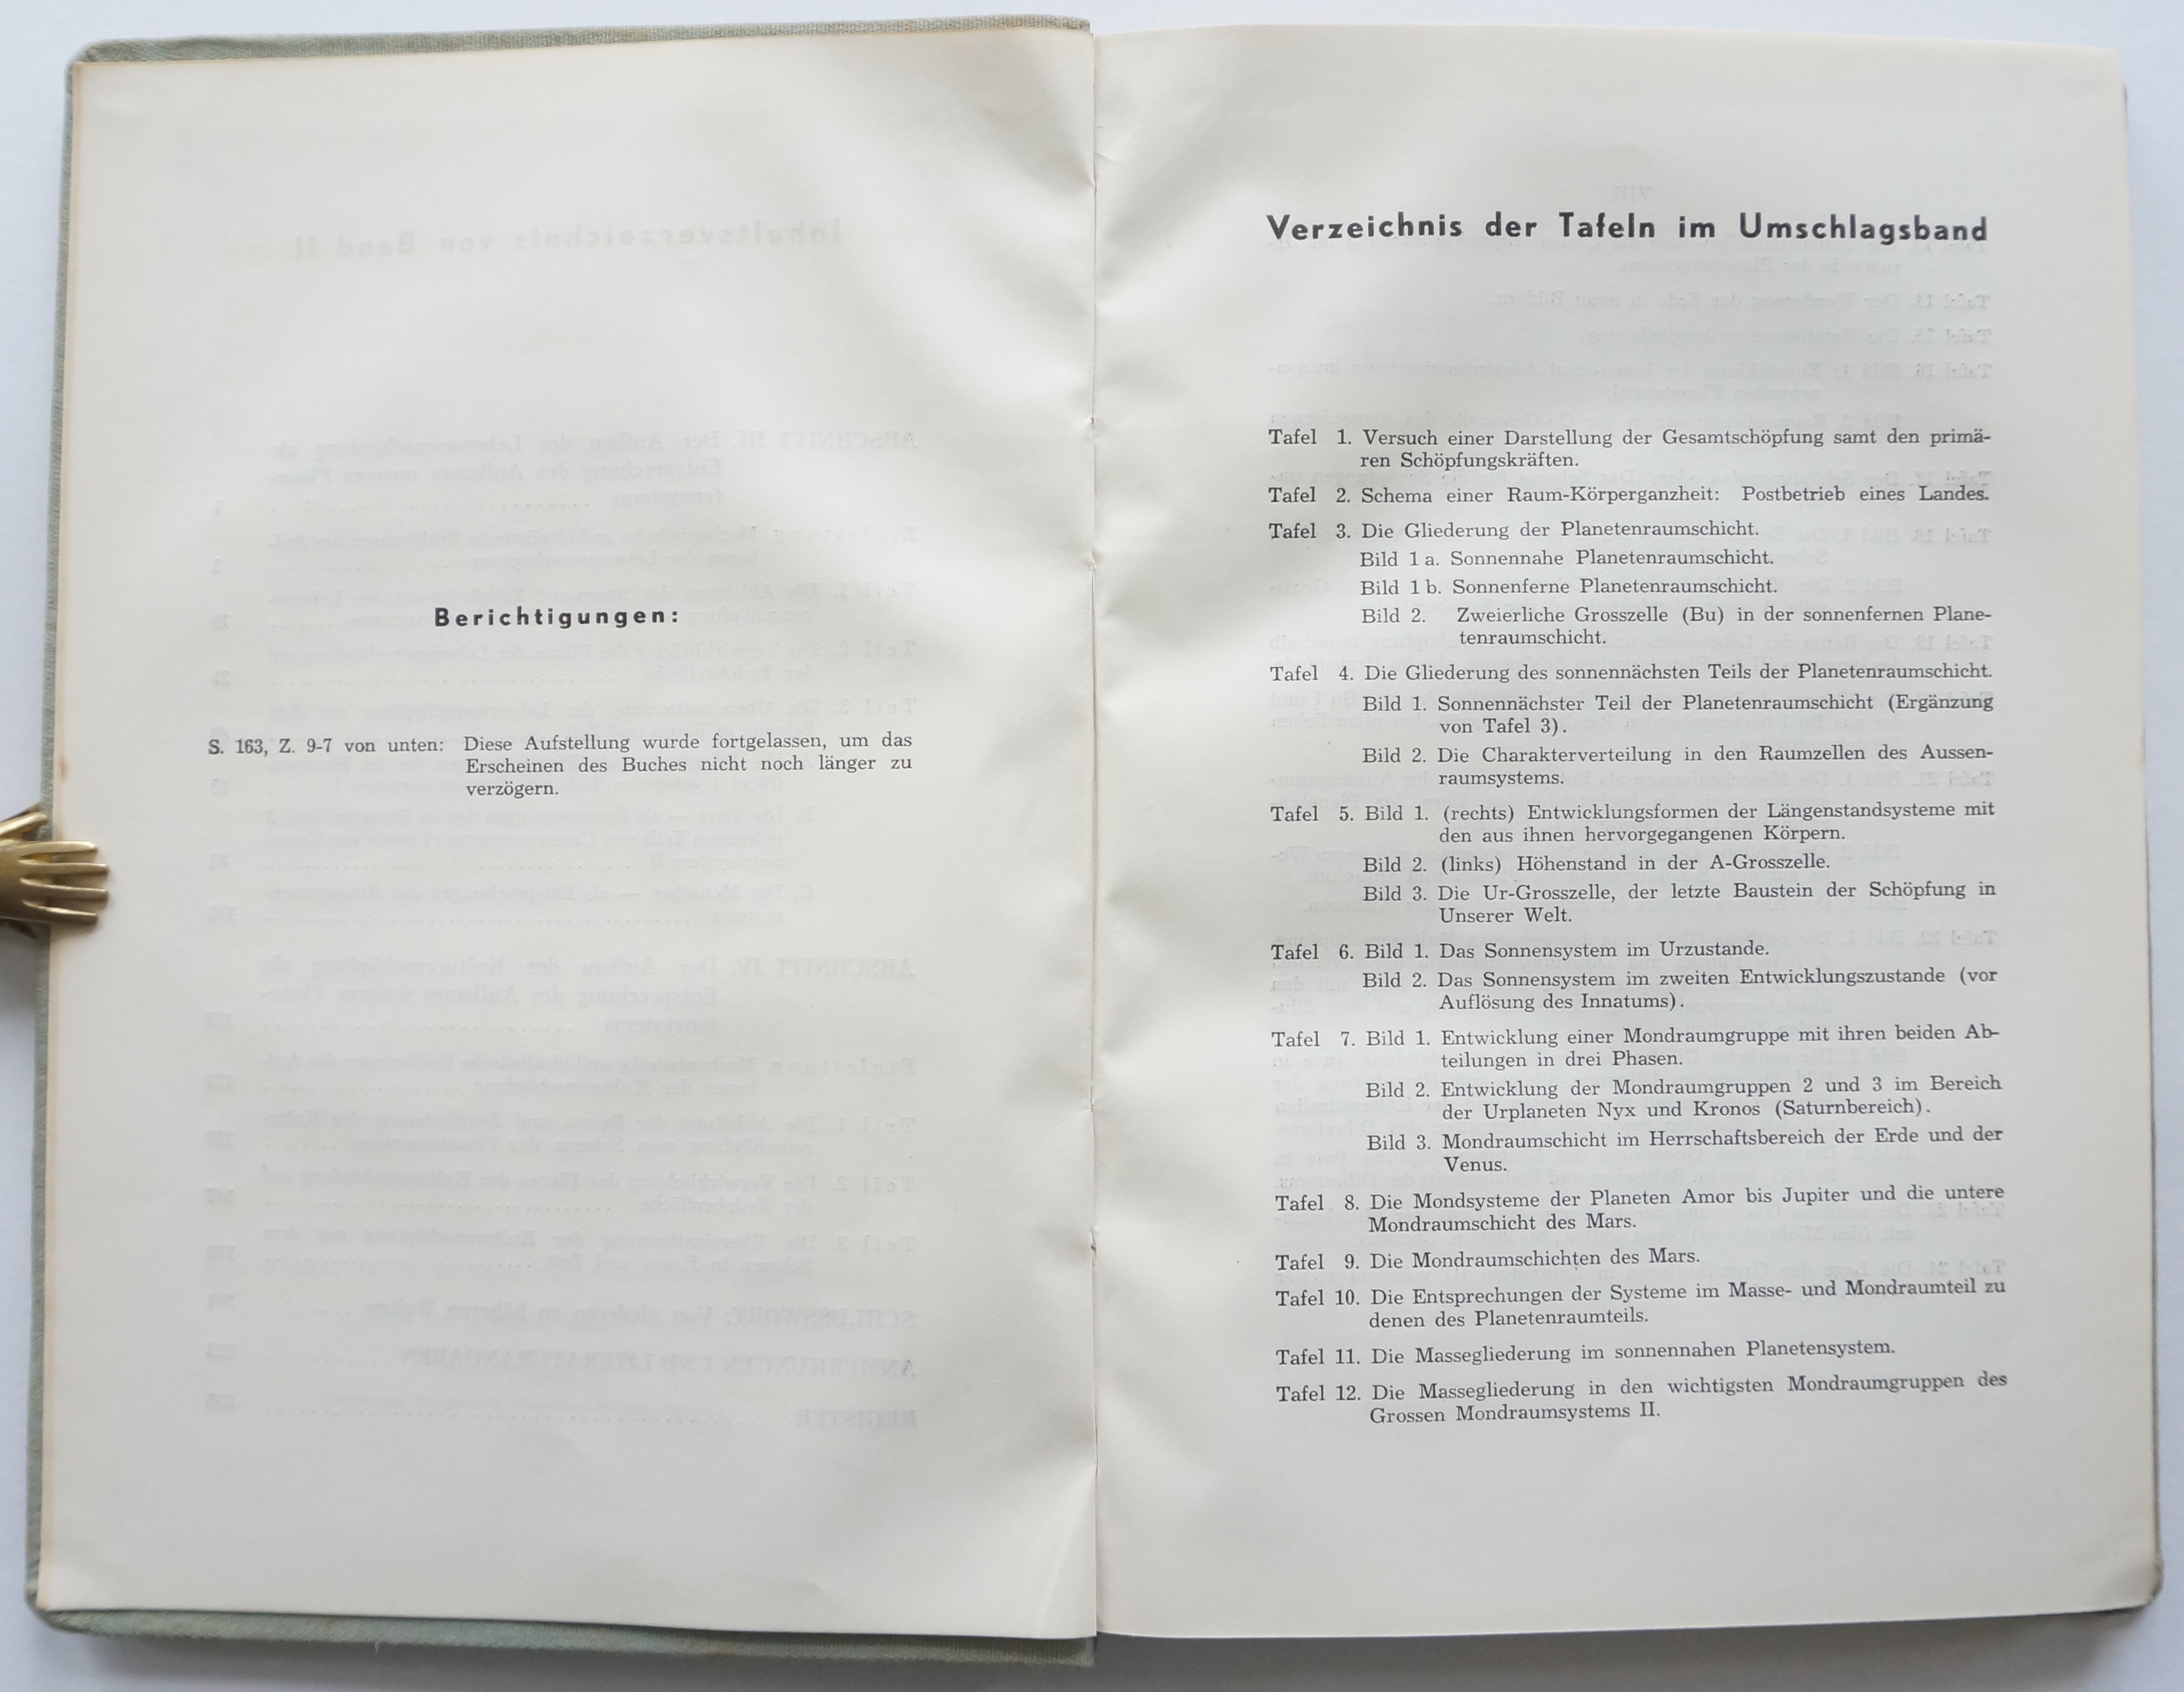 Berichtigungen:
S. 163, Z. 9-7 von unten: Diese Aufstellung wurde fortgelassen, um das
Erscheinen des Buches nicht noch länger zu
verzögern.
Verzeichnis der Tafeln im Umschlagsband
Tafel 1. Versuch einer Darstellung der Gesamtschöpfung samt den primä-
ren Schöpfungskräften.
Tafel 2. Schema einer Raum-Körperganzheit: Postbetrieb eines Landes.
Tafel 3. Die Gliederung der Planetenraumschicht.
Bild 1 a. Sonnennahe Planetenraumschicht.
Bild 1 b. Sonnenferne Planetenraumschicht.
Bild 2. Zweierliche Grosszelle (Bu) in der sonnenfernen Plane-
tenraumschicht.
Tafel 4. Die Gliederung des sonnennächsten Teils der Planetenraumschicht.
Bild 1. Sonnennächster Teil der Planetenraumschicht (Ergänzung
von Tafel 3).
Bild 2. Die Charakterverteilung in den Raumzellen des Aussen-
raumsystems.
Tafel 5. Bild 1. (rechts) Entwicklungsformen der Längenstandsysteme mit
den aus ihnen hervorgegangenen Körpern.
Bild 2. (links) Höhenstand in der A-Grosszelle.
Bild 3. Die Ur-Grosszelle, der letzte Baustein der Schöpfung in
Unserer Welt.
Tafel 6. Bild 1. Das Sonnensystem im Urzustande.
Bild 2. Das Sonnensystem im zweiten Entwicklungszustande (vor
Auflösung des Innatums).
Tafel 7. Bild 1. Entwicklung einer Mondraumgruppe mit ihren beiden Ab-
teilungen in drei Phasen.
Bild 2. Entwicklung der Mondraumgruppen 2 und 3 im Bereich
der Urplaneten Nyx und Kronos (Saturnbereich).
Bild 3. Mondraumschicht im Herrschaftsbereich der Erde und der
Venus.
Tafel 8. Die Mondsysteme der Planeten Amor bis Jupiter und die untere
Mondraumschicht des Mars.
Tafel 9. Die Mondraumschichten des Mars.
Tafel 10. Die Entsprechungen der Systeme im Masse- und Mondraumteil zu
denen des Planetenraumteils.
Tafel 11. Die Massegliederung im sonnennahen Planetensystem.
Tafel 12. Die Massegliederung in den wichtigsten Mondraumgruppen des
Grossen Mondraumsystems II.